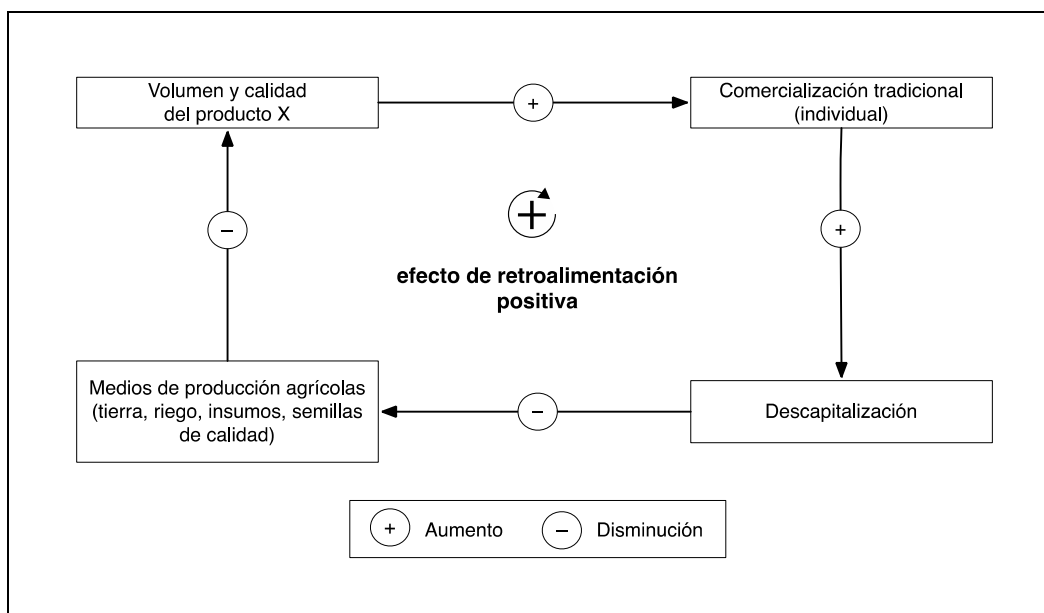 Volumen y calidad
del producto X
+
Comercialización tradicional
(individual)
+
efecto de retroalimentación
positiva
−
+
Medios de producción agrícolas
(tierra, riego, insumos, semillas
de calidad)
−
Descapitalización
+ Aumento − Disminución